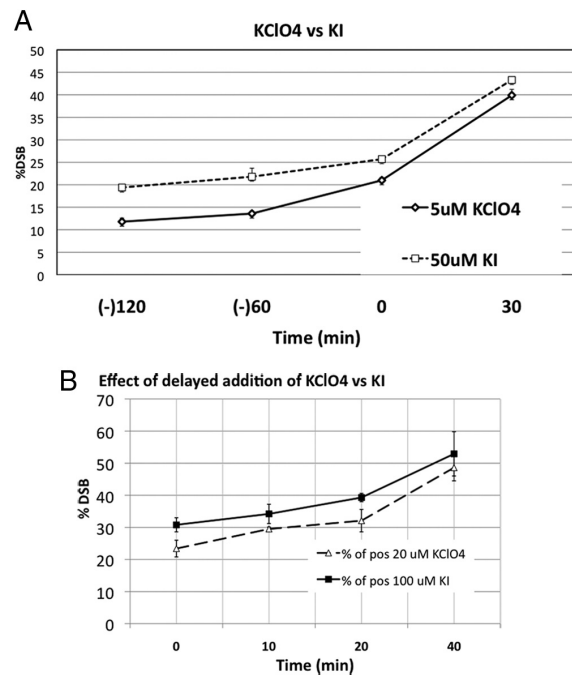 A
KClO4 vs KI
50
45
40
35
30
25
20
15
10
5
0
%DSB
5uM KClO4
50uM KI
(-)120 (-)60 0 30
Time (min)
B Effect of delayed addition of KClO4 vs KI
70
60
50
40
30
20
10
0
% DSB
% of pos 20 uM KClO4
% of pos 100 uM KI
0 10 20 40
Time (min)